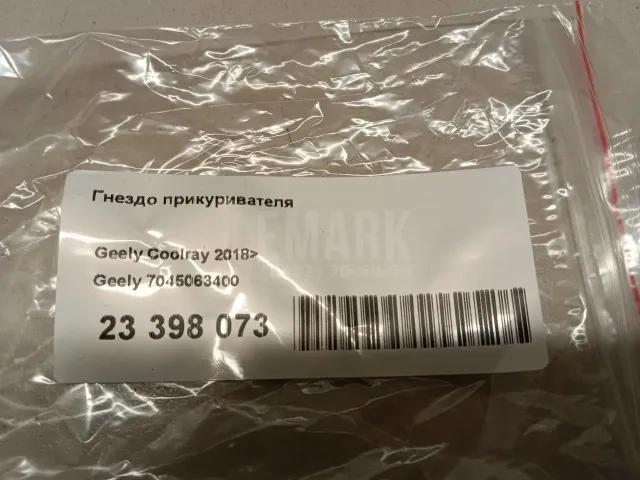 Гнездо прикуривателя
Geely Coolray 2018>
Geely 7045063400
23 398 073